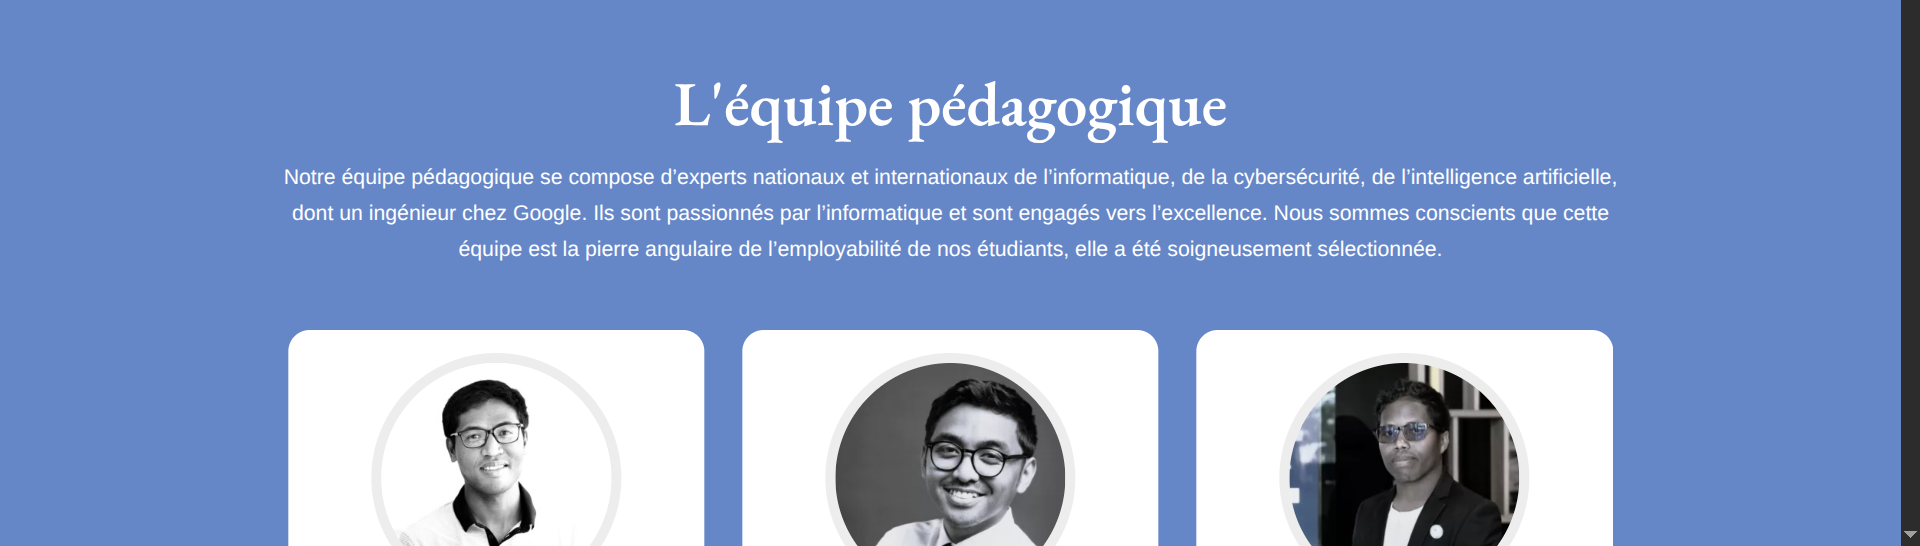 L'équipe pédagogique
Notre équipe pédagogique se compose d’experts nationaux et internationaux de l’informatique, de la cybersécurité, de l’intelligence artificielle,
dont un ingénieur chez Google. Ils sont passionnés par l’informatique et sont engagés vers l’excellence. Nous sommes conscients que cette
équipe est la pierre angulaire de l’employabilité de nos étudiants, elle a été soigneusement sélectionnée.